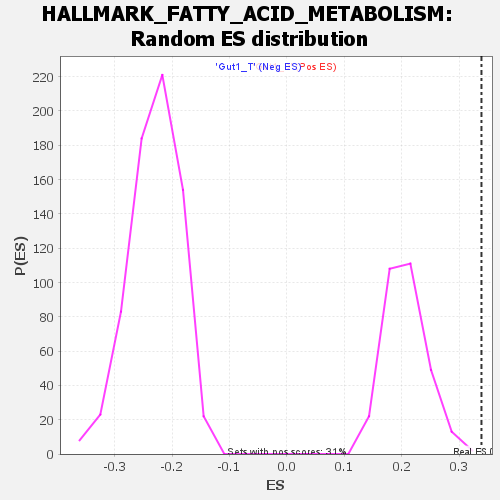 HALLMARK_FATTY_ACID_METABOLISM:
Random ES distribution
'Gut1_T' (Neg ES) Pos ES)
220
200
180
160
140
120
100
80
60
40
20
0
P(ES)
Sets with pos scores: 31%
Real ES
-0.3 -0.2 -0.1 0.0 0.1 0.2 0.3
ES